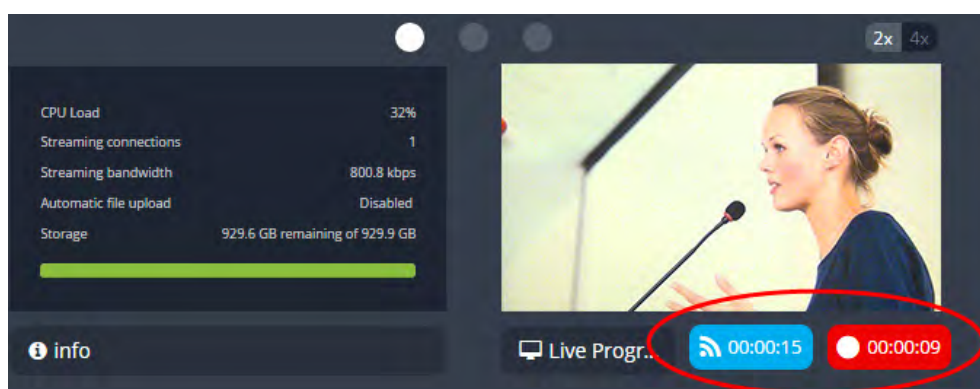 2x 4x
CPU Load 32%
Streaming connections 1
Streaming bandwidth 800.8 kbps
Automatic file upload Disabled
Storage 929.6 GB remaining of 929.9 GB
info
Live Progr... 00:00:15 00:00:09